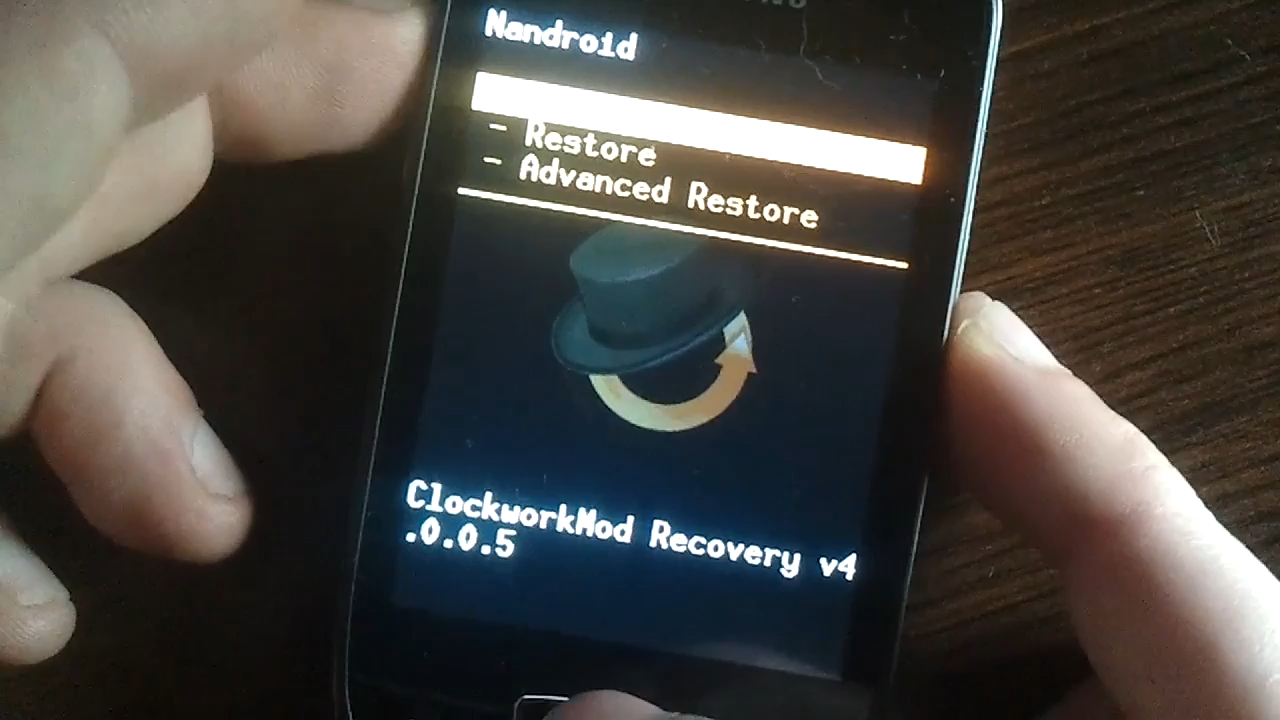 Nandroid
- Restore
- Advanced Restore
ClockworkMod Recovery v4
.0.0.5